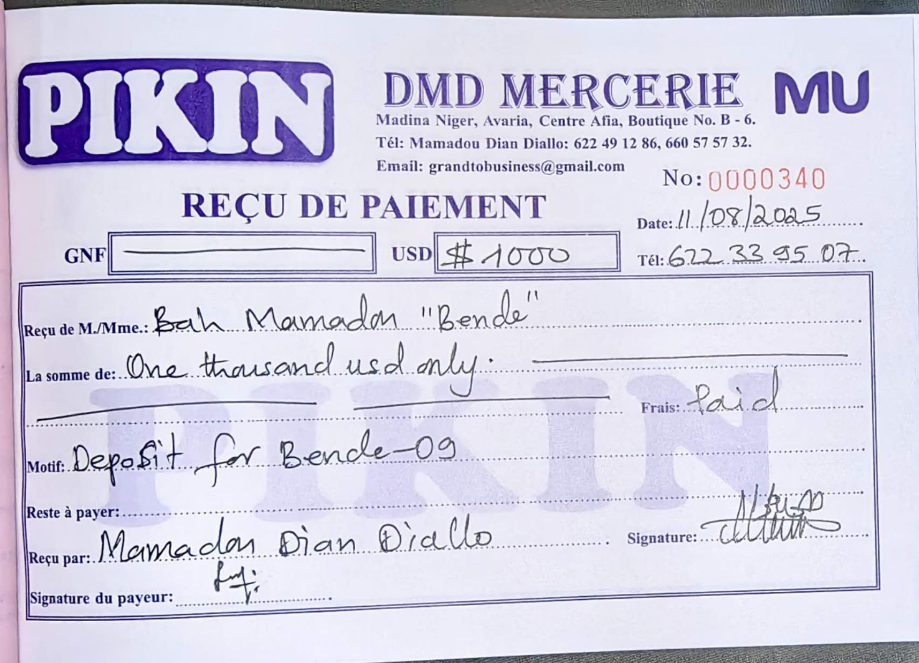 PIKIN
DMD MERCERIE
MU
Madina Niger, Avaria, Centre Afia, Boutique No. B - 6.
Tél: Mamadou Dian Diallo: 622 49 12 86, 660 57 57 32.
Email: grandtobusiness@gmail.com
No: 0000340
REÇU DE PAIEMENT
Date: 11/08/2025
GNF
USD $ 1000
Tél: 622 33 95 07
Reçu de M./Mme.: Bah Mamadou "Bende"
La somme de: One thousand usd only.
Frais: Paid
Motif: Deposit for Bende-09
Reste à payer:
Reçu par: Mamadou Dian Diallo
Signature:
Signature du payeur:
PIKIN